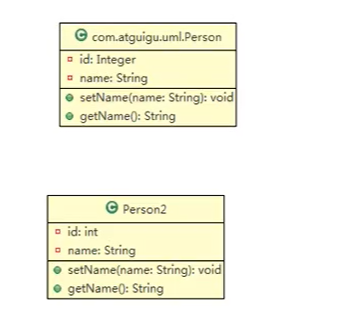 com.atguigu.uml.Person
id: Integer
name: String
setName(name: String): void
getName(): String
Person2
id: int
name: String
setName(name: String): void
getName(): String